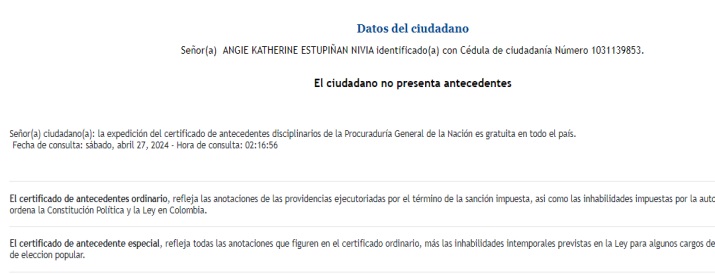 Datos del ciudadano
Señor(a) ANGIE KATHERINE ESTUPIÑAN NIVIA identificado(a) con Cédula de ciudadanía Número 1031139853.
El ciudadano no presenta antecedentes
Señor(a) ciudadano(a): la expedición del certificado de antecedentes disciplinarios de la Procuraduría General de la Nación es gratuita en todo el país.
Fecha de consulta: sábado, abril 27, 2024 - Hora de consulta: 02:16:56
El certificado de antecedentes ordinario, refleja las anotaciones de las providencias ejecutoriadas por el término de la sanción impuesta, asi como las inhabilidades impuestas por la auto
ordena la Constitución Política y la Ley en Colombia.
El certificado de antecedente especial, refleja todas las anotaciones que figuren en el certificado ordinario, más las inhabilidades intemporales previstas en la Ley para algunos cargos de
de eleccion popular.